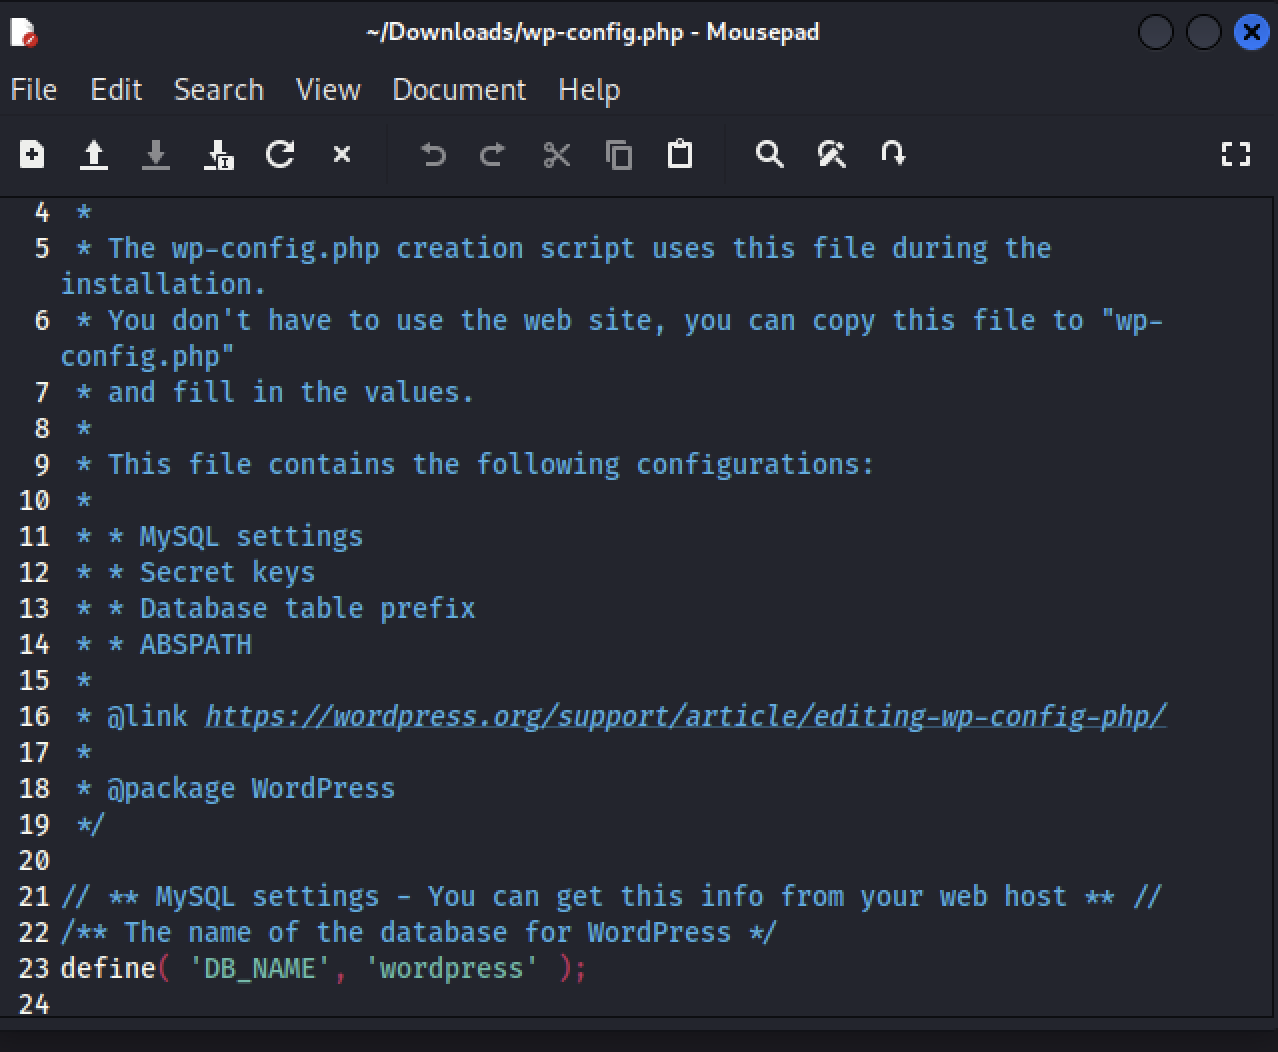 ~/Downloads/wp-config.php - Mousepad
File Edit Search View Document Help
4 *
5 * The wp-config.php creation script uses this file during the
installation.
6 * You don't have to use the web site, you can copy this file to "wp-
config.php"
7 * and fill in the values.
8 *
9 * This file contains the following configurations:
10 *
11 * * MySQL settings
12 * * Secret keys
13 * * Database table prefix
14 * * ABSPATH
15 *
16 * @link https://wordpress.org/support/article/editing-wp-config-php/
17 *
18 * @package WordPress
19 */
20
21 // ** MySQL settings - You can get this info from your web host ** //
22 /** The name of the database for WordPress */
23 define( 'DB_NAME', 'wordpress' );
24